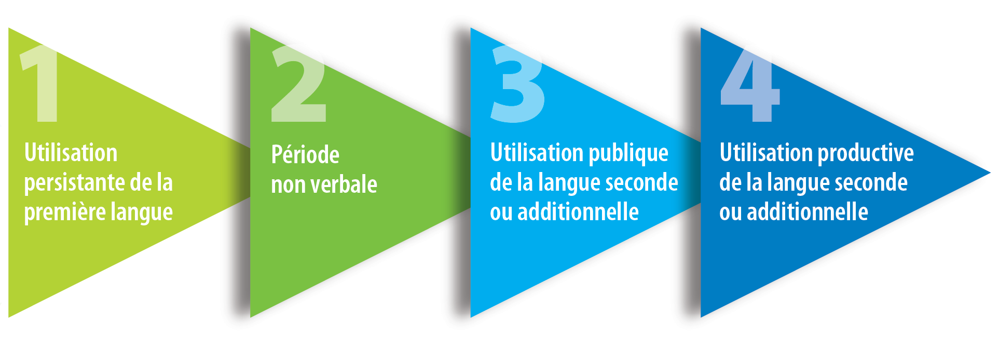 1
Utilisation
persistante de la
première langue
2
Période
non verbale
3
Utilisation publique
de la langue seconde
ou additionnelle
4
Utilisation productive
de la langue seconde
ou additionnelle